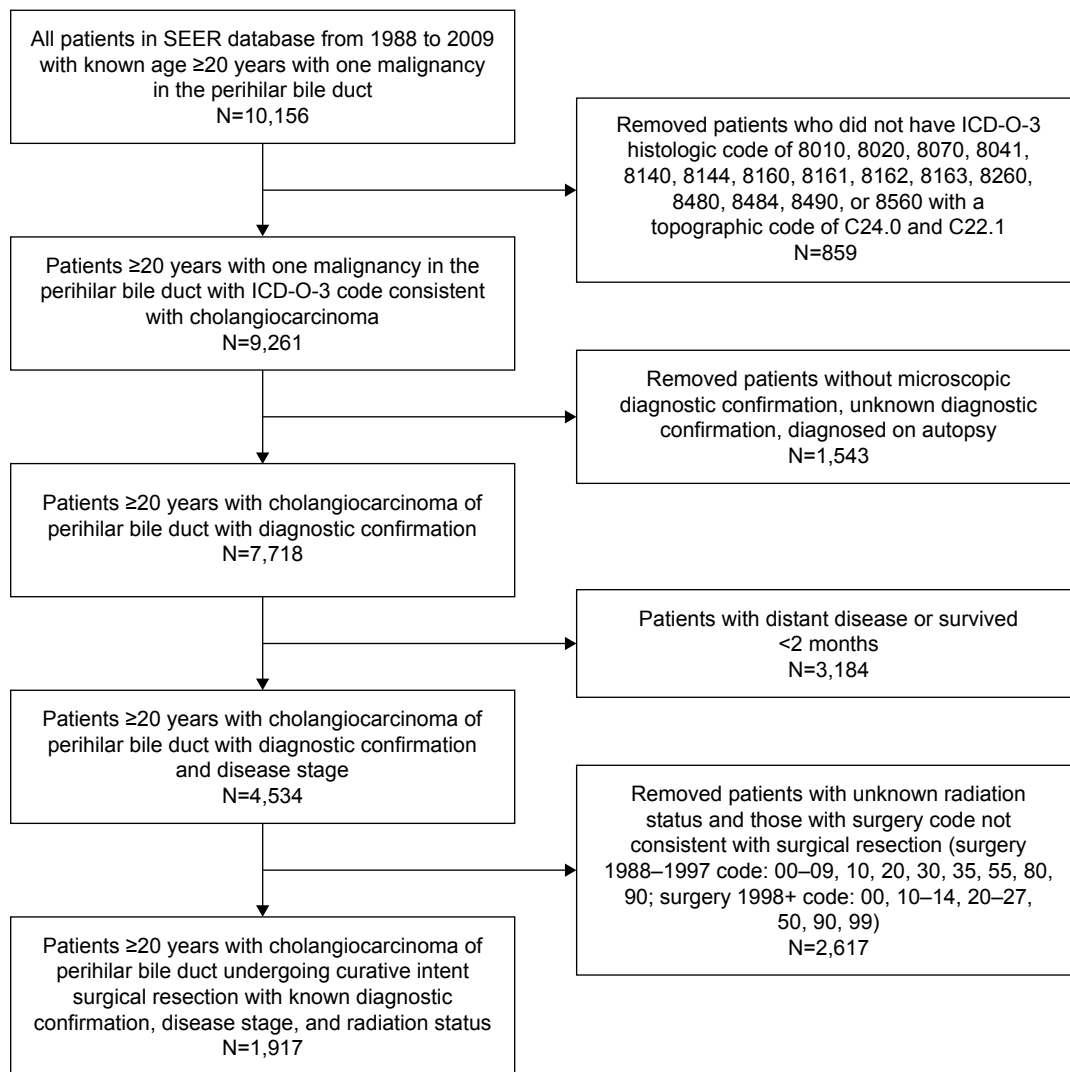 All patients in SEER database from 1988 to 2009
with known age ≥20 years with one malignancy
in the perihilar bile duct
N=10,156
Removed patients who did not have ICD-O-3
histologic code of 8010, 8020, 8070, 8041,
8140, 8144, 8160, 8161, 8162, 8163, 8260,
8480, 8484, 8490, or 8560 with a
topographic code of C24.0 and C22.1
N=859
Patients ≥20 years with one malignancy in the
perihilar bile duct with ICD-O-3 code consistent
with cholangiocarcinoma
N=9,261
Removed patients without microscopic
diagnostic confirmation, unknown diagnostic
confirmation, diagnosed on autopsy
N=1,543
Patients ≥20 years with cholangiocarcinoma of
perihilar bile duct with diagnostic confirmation
N=7,718
Patients with distant disease or survived
<2 months
N=3,184
Patients ≥20 years with cholangiocarcinoma of
perihilar bile duct with diagnostic confirmation
and disease stage
N=4,534
Removed patients with unknown radiation
status and those with surgery code not
consistent with surgical resection (surgery
1988–1997 code: 00–09, 10, 20, 30, 35, 55, 80,
90; surgery 1998+ code: 00, 10–14, 20–27,
50, 90, 99)
N=2,617
Patients ≥20 years with cholangiocarcinoma of
perihilar bile duct undergoing curative intent
surgical resection with known diagnostic
confirmation, disease stage, and radiation status
N=1,917